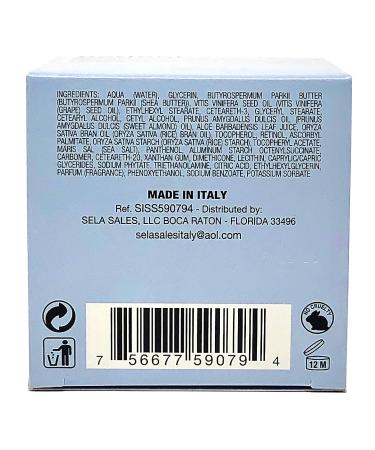 INGREDIENTS: AQUA (WATER), GLYCERIN, BUTYROSPERMUM PARKII BUTTER
(BUTYROSPERMUM PARKII (SHEA BUTTER)), VITIS VINIFERA SEED OIL (VITIS VINIFERA
(GRAPE) SEED OIL), ETHYLHEXYL STEARATE, CETEARETH-3, GLYCERYL STEARATE,
CETEARYL ALCOHOL, CETYL ALCOHOL, PRUNUS AMYGDALUS DULCIS OIL (PRUNUS
AMYGDALUS DULCIS (SWEET ALMOND) OIL), ALOE BARBADENSIS LEAF JUICE, ORYZA
SATIVA BRAN OIL (ORYZA SATIVA (RICE) BRAN OIL), TOCOPHEROL, RETINOL, ASCORBYL
PALMITATE, ORYZA SATIVA STARCH (ORYZA SATIVA (RICE) STARCH), TOCOPHERYL ACETATE,
MARIS SAL (SEA SALT), PANTHENOL ALUMINUM STARCH OCTENYLSUCCINATE,
CARBOMER, CETEARETH-20, XANTHAN GUM, DIMETHICONE, LECITHIN, CAPRYLIC/CAPRIC
GLYCERIDES, SODIUM PHYTATE, TRIETHANOLAMINE, CITRIC ACID, ETHYLHEXYLGLYCERIN,
PARFUM (FRAGRANCE), PHENOXYETHANOL, SODIUM BENZOATE, POTASSIUM SORBATE
MADE IN ITALY
Ref. SISS590794 - Distributed by:
SELA SALES, LLC BOCA RATON - FLORIDA 33496
selasalesitaly@aol.com
NO CRUELTY
12 M
7 56677 59079 4